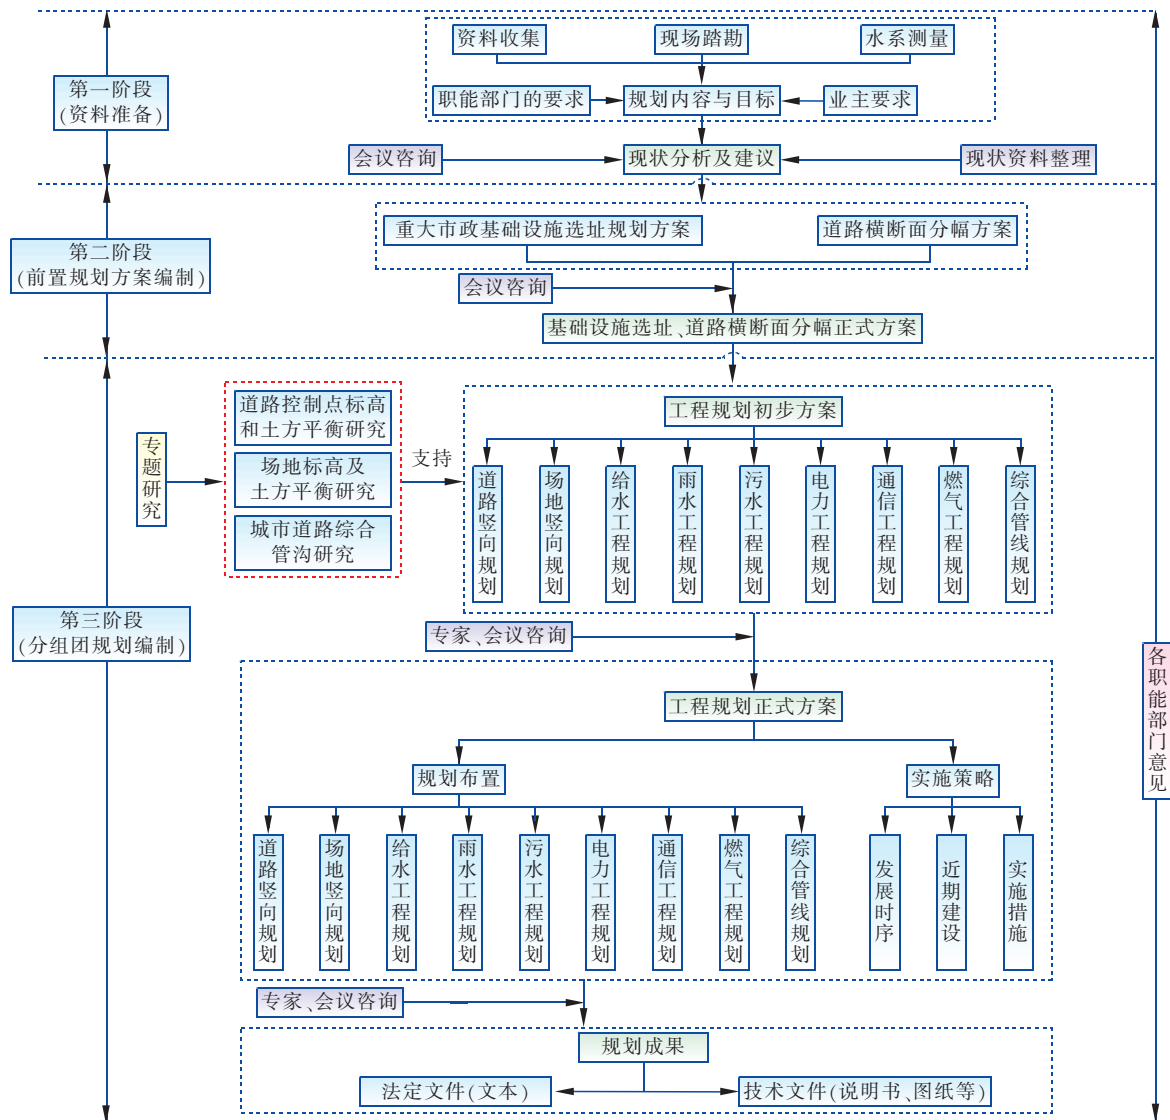 资料收集
现场踏勘
水系测量
第一阶段
(资料准备)
职能部门的要求
规划内容与目标
业主要求
会议咨询
现状分析及建议
现状资料整理
重大市政基础设施选址规划方案
道路横断面分幅方案
第二阶段
(前置规划方案编制)
会议咨询
基础设施选址、道路横断面分幅正式方案
道路控制点标高
和土方平衡研究
工程规划初步方案
专题研究
场地标高及
土方平衡研究
支持
城市道路综合
管沟研究
道路竖向规划
场地竖向规划
给水工程规划
雨水工程规划
污水工程规划
电力工程规划
通信工程规划
燃气工程规划
综合管线规划
第三阶段
(分组团规划编制)
专家、会议咨询
各职能部门意见
工程规划正式方案
规划布置
实施策略
道路竖向规划
场地竖向规划
给水工程规划
雨水工程规划
污水工程规划
电力工程规划
通信工程规划
燃气工程规划
综合管线规划
发展时序
近期建设
实施措施
专家、会议咨询
规划成果
法定文件(文本)
技术文件(说明书、图纸等)